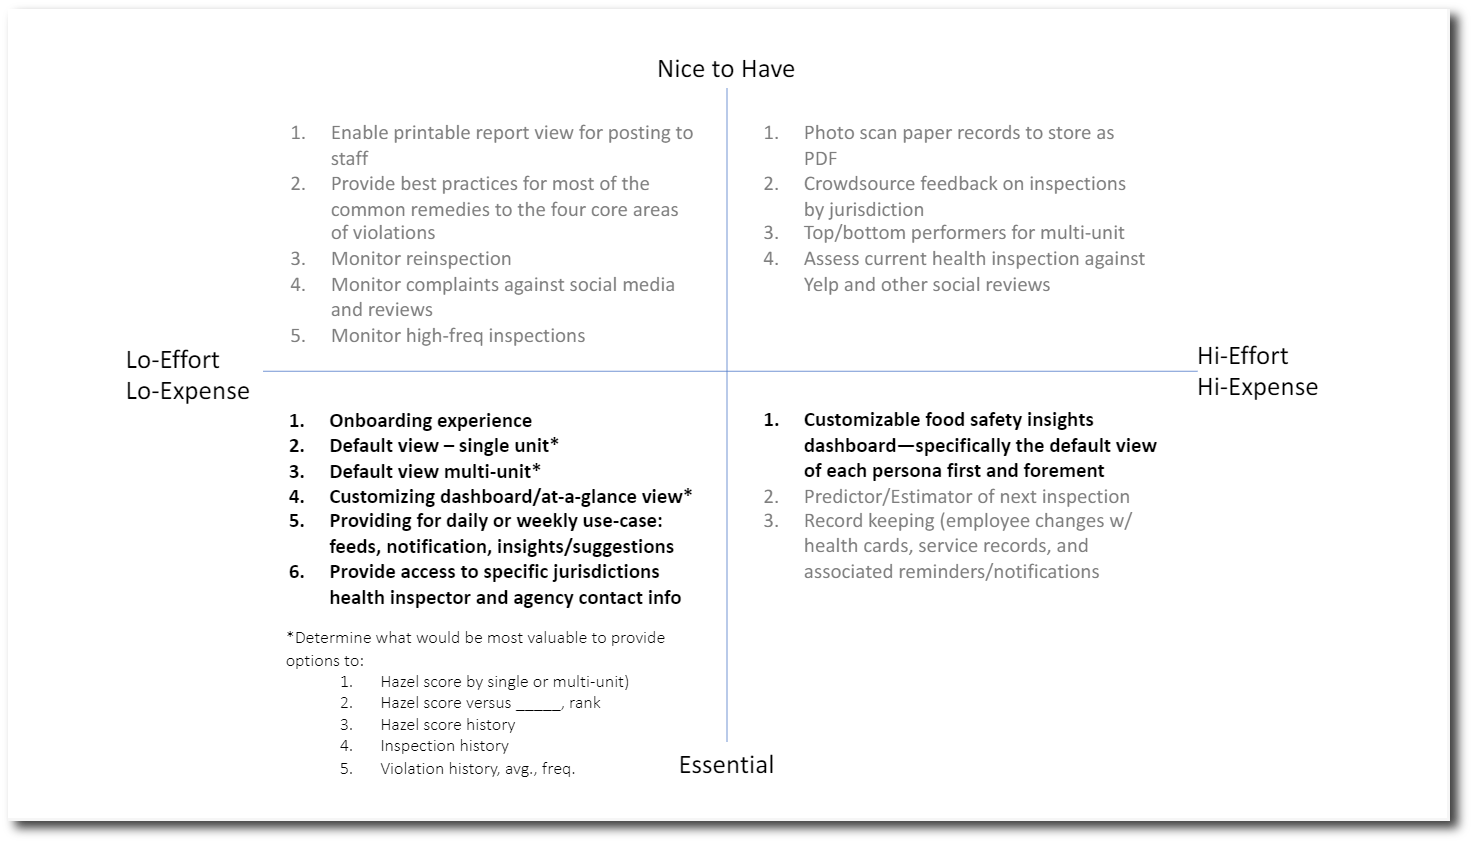 Nice to Have
1. Enable printable report view for posting to
staff
2. Provide best practices for most of the
common remedies to the four core areas
of violations
3. Monitor reinspection
4. Monitor complaints against social media
and reviews
5. Monitor high-freq inspections
1. Photo scan paper records to store as
PDF
2. Crowdsource feedback on inspections
by jurisdiction
3. Top/bottom performers for multi-unit
4. Assess current health inspection against
Yelp and other social reviews
Lo-Effort
Lo-Expense
Hi-Effort
Hi-Expense
1. Onboarding experience
2. Default view – single unit*
3. Default view multi-unit*
4. Customizing dashboard/at-a-glance view*
5. Providing for daily or weekly use-case:
feeds, notification, insights/suggestions
6. Provide access to specific jurisdictions
health inspector and agency contact info
*Determine what would be most valuable to provide
options to:
1. Hazel score by single or multi-unit)
2. Hazel score versus _____, rank
3. Hazel score history
4. Inspection history
5. Violation history, avg., freq.
1. Customizable food safety insights
dashboard—specifically the default view
of each persona first and forement
2. Predictor/Estimator of next inspection
3. Record keeping (employee changes w/
health cards, service records, and
associated reminders/notifications
Essential